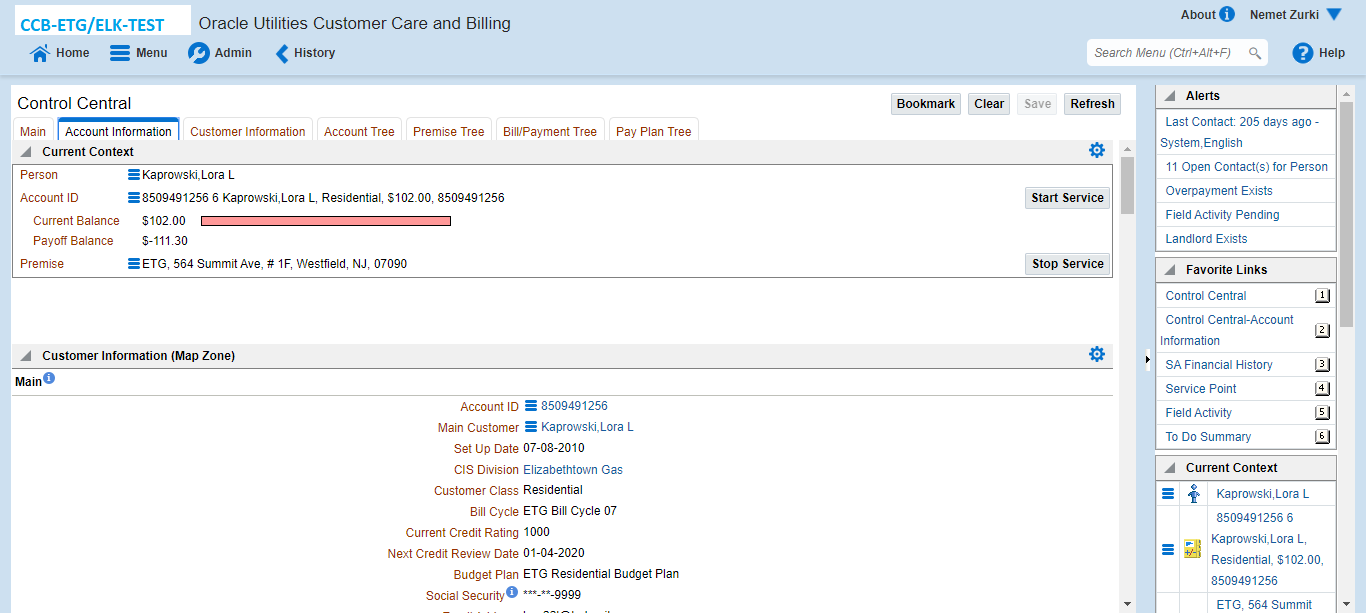 CCB-ETG/ELK-TEST Oracle Utilities Customer Care and Billing About Nemet Zurki
Home Menu Admin History Search Menu (Ctrl+Alt+F) Help
Control Central Bookmark Clear Save Refresh
Main Account Information Customer Information Account Tree Premise Tree Bill/Payment Tree Pay Plan Tree
Current Context
Person Kaprowski,Lora L
Account ID 8509491256 6 Kaprowski,Lora L, Residential, $102.00, 8509491256 Start Service
Current Balance $102.00
Payoff Balance $-111.30
Premise ETG, 564 Summit Ave, # 1F, Westfield, NJ, 07090 Stop Service
Customer Information (Map Zone)
Main
Account ID 8509491256
Main Customer Kaprowski,Lora L
Set Up Date 07-08-2010
CIS Division Elizabethtown Gas
Customer Class Residential
Bill Cycle ETG Bill Cycle 07
Current Credit Rating 1000
Next Credit Review Date 01-04-2020
Budget Plan ETG Residential Budget Plan
Social Security ***-**-9999
Alerts
Last Contact: 205 days ago -
System,English
11 Open Contact(s) for Person
Overpayment Exists
Field Activity Pending
Landlord Exists
Favorite Links
Control Central 1
Control Central-Account
Information 2
SA Financial History 3
Service Point 4
Field Activity 5
To Do Summary 6
Current Context
Kaprowski,Lora L
8509491256 6
Kaprowski,Lora L,
Residential, $102.00,
8509491256
ETG, 564 Summit